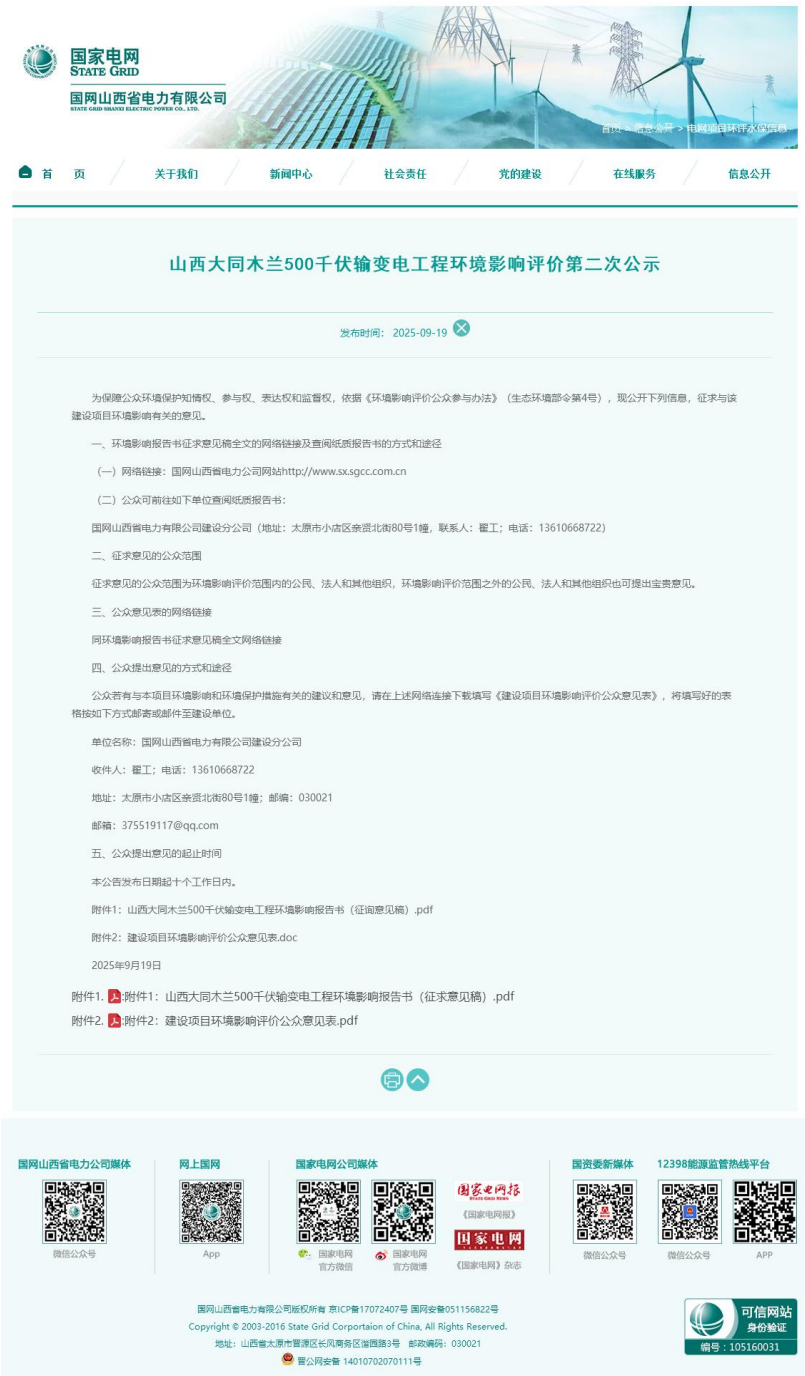 国家电网
STATE GRID
国网山西省电力有限公司
STATE GRID SHANXI ELECTRIC POWER CO., LTD.
首页 > 信息公开 > 电网项目环评水保信息
首 页
关于我们
新闻中心
社会责任
党的建设
在线服务
信息公开
山西大同木兰500千伏输变电工程环境影响评价第二次公示
发布时间： 2025-09-19
为保障公众环境保护知情权、参与权、表达权和监督权，依据《环境影响评价公众参与办法》（生态环境部令第4号），现公开下列信息，征求与该
建设项目环境影响有关的意见。
一、环境影响报告书征求意见稿全文的网络链接及查阅纸质报告书的方式和途径
（一）网络链接：国网山西省电力公司网站http://www.sx.sgcc.com.cn
（二）公众可前往如下单位查阅纸质报告书：
国网山西省电力有限公司建设分公司（地址：太原市小店区亲贤北街80号1幢，联系人：翟工；电话：13610668722）
二、征求意见的公众范围
征求意见的公众范围为环境影响评价范围内的公民、法人和其他组织，环境影响评价范围之外的公民、法人和其他组织也可提出宝贵意见。
三、公众意见表的网络链接
同环境影响报告书征求意见稿全文网络链接
四、公众提出意见的方式和途径
公众若有与本项目环境影响和环境保护措施有关的建议和意见，请在上述网络连接下载填写《建设项目环境影响评价公众意见表》，将填写好的表
格按如下方式邮寄或邮件至建设单位。
单位名称：国网山西省电力有限公司建设分公司
收件人：翟工；电话：13610668722
地址：太原市小店区亲贤北街80号1幢；邮编：030021
邮箱：375519117@qq.com
五、公众提出意见的起止时间
本公告发布日期起十个工作日内。
附件1：山西大同木兰500千伏输变电工程环境影响报告书（征询意见稿）.pdf
附件2：建设项目环境影响评价公众意见表.doc
2025年9月19日
附件1. :附件1：山西大同木兰500千伏输变电工程环境影响报告书（征求意见稿）.pdf
附件2. :附件2：建设项目环境影响评价公众意见表.pdf
国网山西省电力公司媒体
网上国网
国家电网公司媒体
国资委新媒体
12398能源监管热线平台
微信公众号
App
国家电网
官方微信
国家电网
官方微博
国家电网报
STATE GRID NEWS
《国家电网报》
国家电网
《国家电网》杂志
微信公众号
微信公众号
APP
国网山西省电力有限公司版权所有 京ICP备17072407号 国网安备051156822号
Copyright © 2003-2016 State Grid Corportaion of China, All Rights Reserved.
地址：山西省太原市晋源区长风商务区谐园路3号 邮政编码：030021
晋公网安备 14010702070111号
可信网站
身份验证
编号：105160031